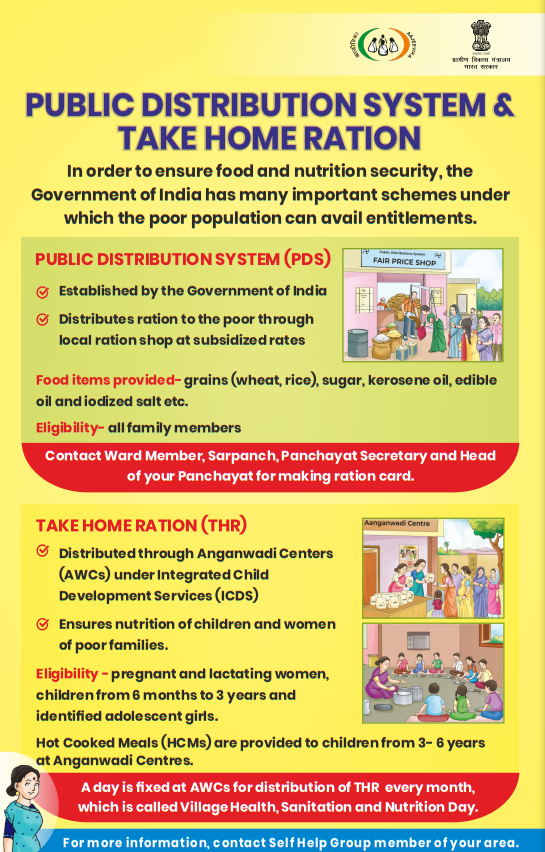 आजीविका
AAJEEVIKA
ग्रामीण विकास मंत्रालय
भारत सरकार
PUBLIC DISTRIBUTION SYSTEM &
TAKE HOME RATION
In order to ensure food and nutrition security, the
Government of India has many important schemes under
which the poor population can avail entitlements.
PUBLIC DISTRIBUTION SYSTEM (PDS)
Established by the Government of India
Distributes ration to the poor through
local ration shop at subsidized rates
Public Distributions System
FAIR PRICE SHOP
Food items provided- grains (wheat, rice), sugar, kerosene oil, edible
oil and iodized salt etc.
Eligibility- all family members
Contact Ward Member, Sarpanch, Panchayat Secretary and Head
of your Panchayat for making ration card.
TAKE HOME RATION (THR)
Distributed through Anganwadi Centers
(AWCs) under Integrated Child
Development Services (ICDS)
Ensures nutrition of children and women
of poor families.
Aanganwadi Centre
Eligibility - pregnant and lactating women,
children from 6 months to 3 years and
identified adolescent girls.
Hot Cooked Meals (HCMs) are provided to children from 3- 6 years
at Anganwadi Centres.
A day is fixed at AWCs for distribution of THR every month,
which is called Village Health, Sanitation and Nutrition Day.
For more information, contact Self Help Group member of your area.